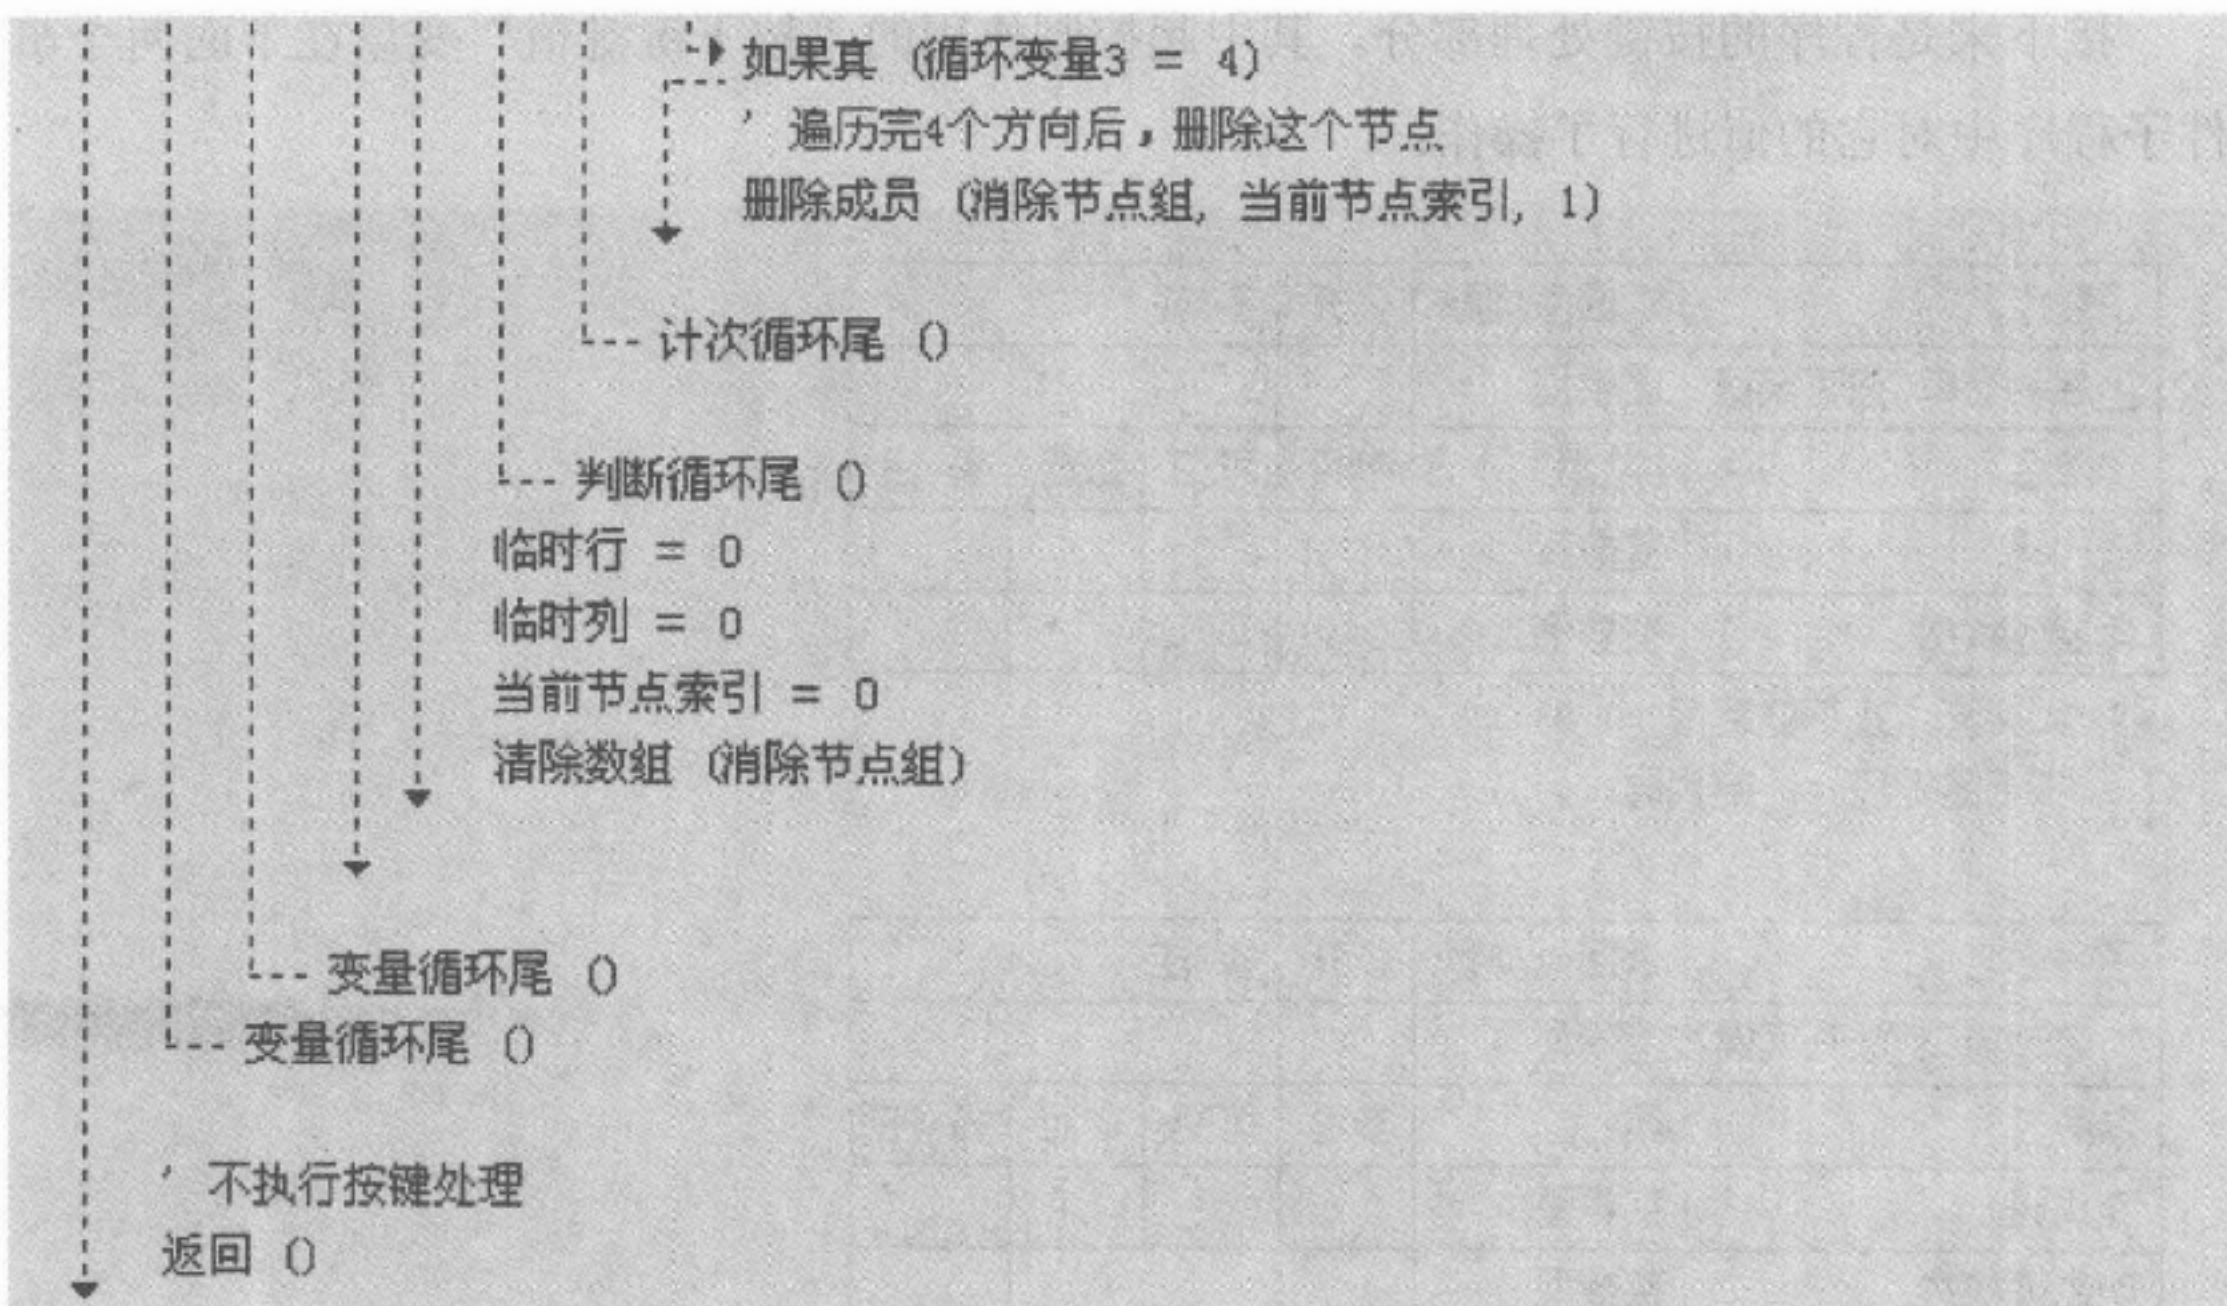 如果真 (循环变量3 = 4)
' 遍历完4个方向后，删除这个节点
删除成员 (消除节点组, 当前节点索引, 1)
计次循环尾 ()
判断循环尾 ()
临时行 = 0
临时列 = 0
当前节点索引 = 0
清除数组 (消除节点组)
变量循环尾 ()
变量循环尾 ()
' 不执行按键处理
返回 ()